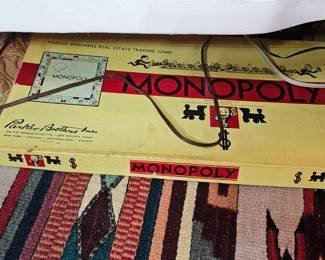 PARKER BROTHERS REAL ESTATE TRADING GAME
MONOPOLY
MONOPOLY
Parker Brothers Inc
$
$
MONOPOLY
$